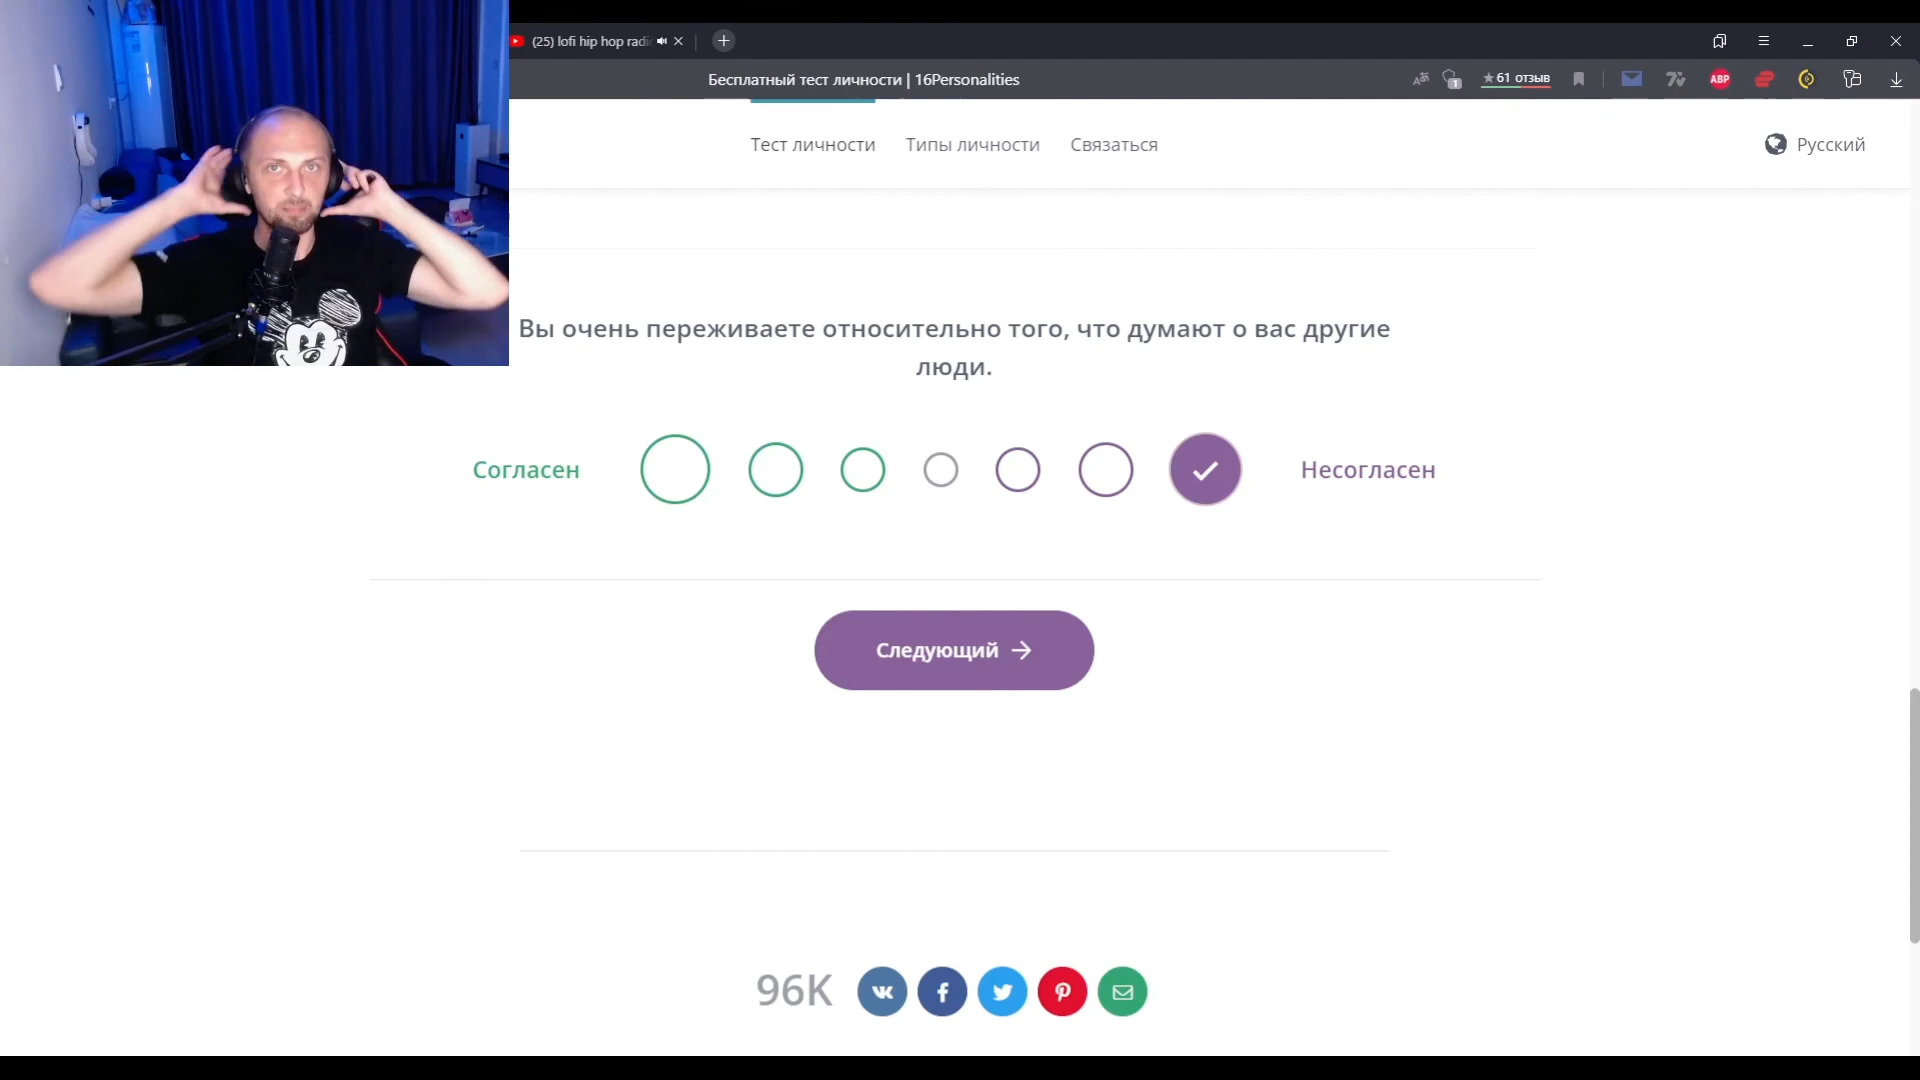 (25) lofi hip hop radi
Бесплатный тест личности | 16Personalities
1
★61 отзыв
ABP
Тест личности
Типы личности
Связаться
Русский
Вы очень переживаете относительно того, что думают о вас другие
люди.
Согласен
Несогласен
Следующий →
96K